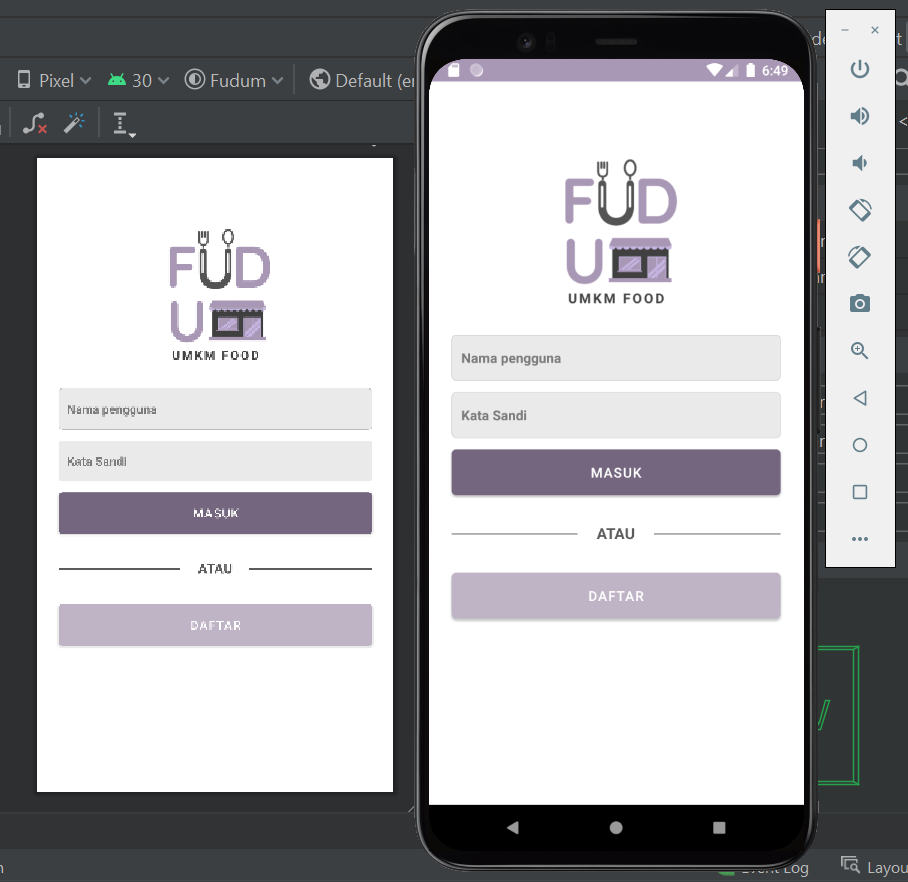 Pixel 30 Fudum Default (en
FUD
U
UMKM FOOD
Nama pengguna
Kata Sandi
MASUK
ATAU
DAFTAR
6:49
FUD
U
UMKM FOOD
Nama pengguna
Kata Sandi
MASUK
ATAU
DAFTAR
Event Log
Layou